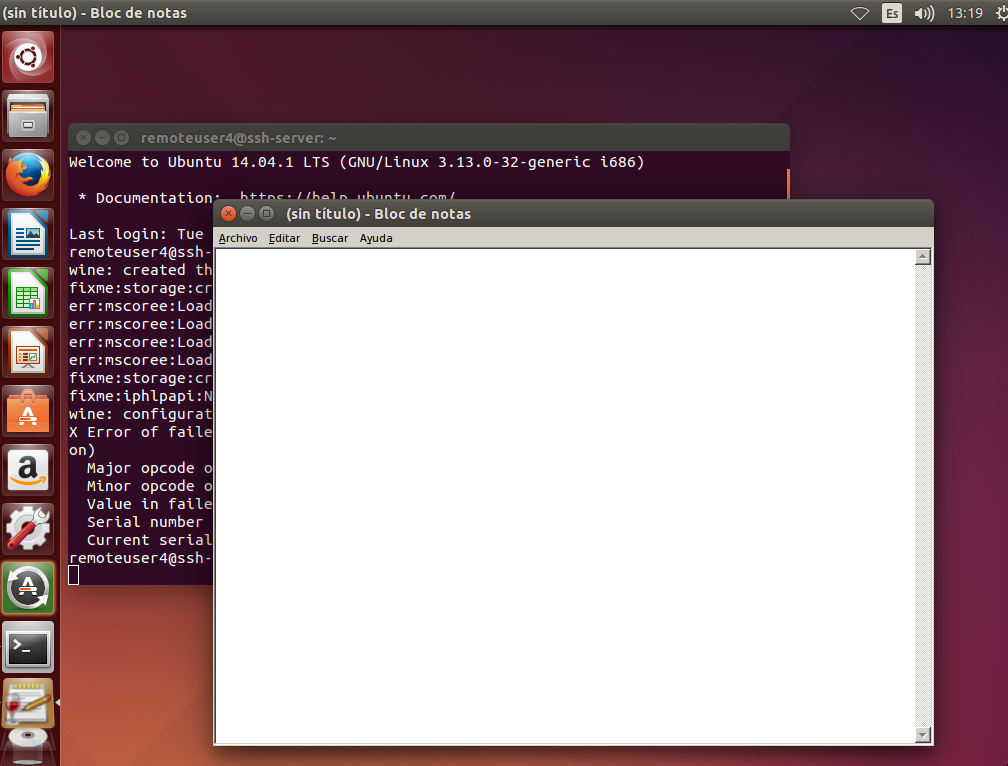 (sin título) - Bloc de notas
Es
13:19
remoteuser4@ssh-server: ~
Welcome to Ubuntu 14.04.1 LTS (GNU/Linux 3.13.0-32-generic i686)
* Documentation: https://help.ubuntu.com/
(sin título) - Bloc de notas
Archivo Editar Buscar Ayuda
Last login: Tue
remoteuser4@ssh-
wine: created th
fixme:storage:cr
err:mscoree:Load
err:mscoree:Load
err:mscoree:Load
err:mscoree:Load
fixme:storage:cr
fixme:iphlpapi:N
wine: configurat
X Error of faile
on)
Major opcode o
Minor opcode o
Value in faile
Serial number
Current serial
remoteuser4@ssh-